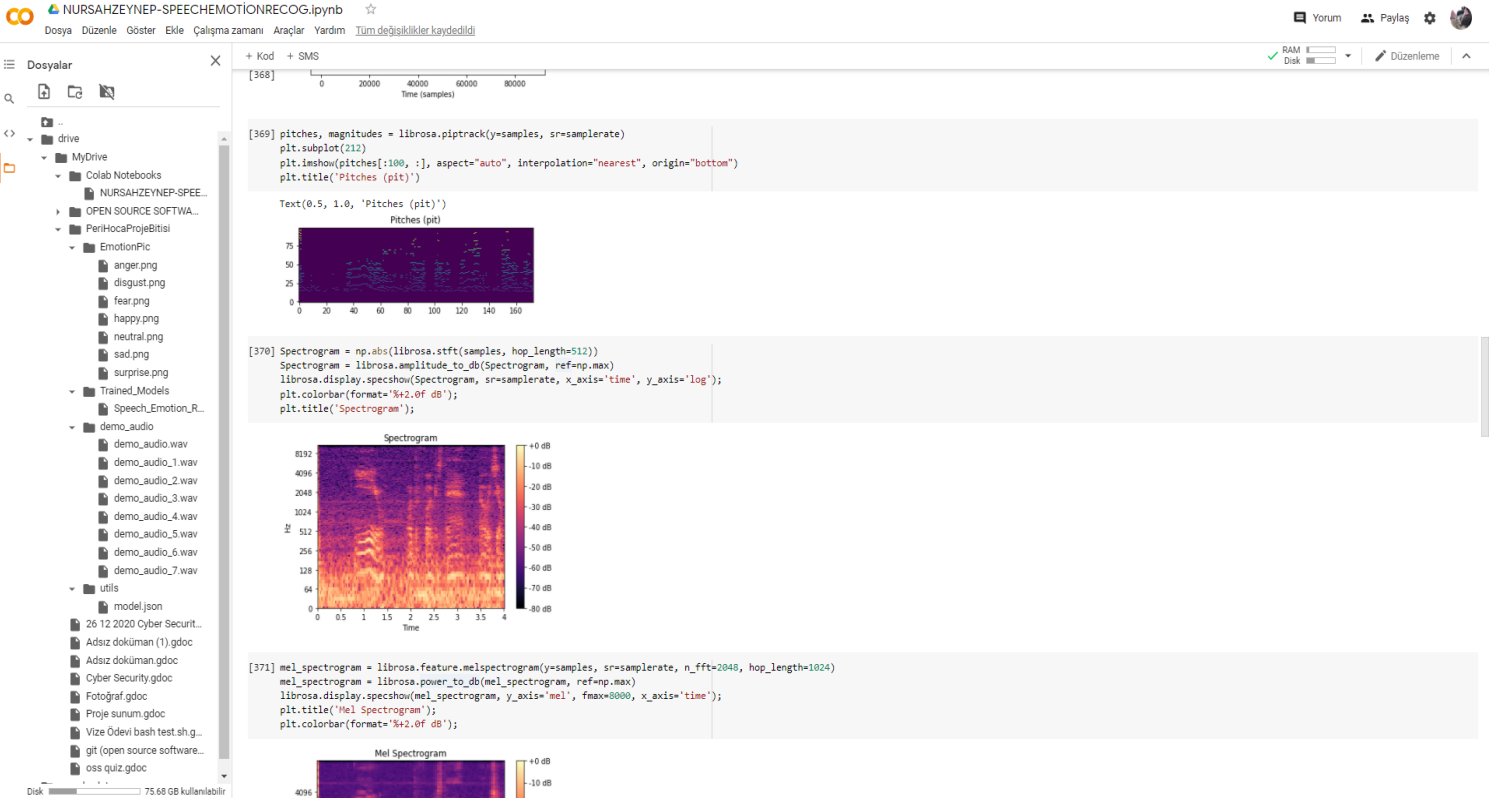 NURSAHZEYNEP-SPEECHEMOTİONRECOG.ipynb
Dosya Düzenle Göster Ekle Çalışma zamanı Araçlar Yardım Tüm değişiklikler kaydedildi
Yorum Paylaş
Dosyalar
+ Kod + SMS
RAM
Disk
Düzenleme
..
drive
MyDrive
Colab Notebooks
NURSAHZEYNEP-SPEE...
OPEN SOURCE SOFTWA...
PeriHocaProjeBitisi
EmotionPic
anger.png
disgust.png
fear.png
happy.png
neutral.png
sad.png
surprise.png
Trained_Models
Speech_Emotion_R...
demo_audio
demo_audio.wav
demo_audio_1.wav
demo_audio_2.wav
demo_audio_3.wav
demo_audio_4.wav
demo_audio_5.wav
demo_audio_6.wav
demo_audio_7.wav
utils
model.json
26 12 2020 Cyber Securit...
Adsız doküman (1).gdoc
Adsız doküman.gdoc
Cyber Security.gdoc
Fotoğraf.gdoc
Proje sunum.gdoc
Vize Ödevi bash test.sh.g...
git (open source software...
oss quiz.gdoc
Disk 75.68 GB kullanılabilir
[368]
0 20000 40000 60000 80000
Time (samples)
[369] pitches, magnitudes = librosa.piptrack(y=samples, sr=samplerate)
plt.subplot(212)
plt.imshow(pitches[:100, :], aspect="auto", interpolation="nearest", origin="bottom")
plt.title('Pitches (pit)')
Text(0.5, 1.0, 'Pitches (pit)')
Pitches (pit)
75
50
25
0
0 20 40 60 80 100 120 140 160
[370] Spectrogram = np.abs(librosa.stft(samples, hop_length=512))
Spectrogram = librosa.amplitude_to_db(Spectrogram, ref=np.max)
librosa.display.specshow(Spectrogram, sr=samplerate, x_axis='time', y_axis='log');
plt.colorbar(format='%+2.0f dB');
plt.title('Spectrogram');
Spectrogram
8192
4096
2048
1024
512
256
128
64
0
Hz
0 0.5 1 1.5 2 2.5 3 3.5 4
Time
+0 dB
-10 dB
-20 dB
-30 dB
-40 dB
-50 dB
-60 dB
-70 dB
-80 dB
[371] mel_spectrogram = librosa.feature.melspectrogram(y=samples, sr=samplerate, n_fft=2048, hop_length=1024)
mel_spectrogram = librosa.power_to_db(mel_spectrogram, ref=np.max)
librosa.display.specshow(mel_spectrogram, y_axis='mel', fmax=8000, x_axis='time');
plt.title('Mel Spectrogram');
plt.colorbar(format='%+2.0f dB');
Mel Spectrogram
4096
+0 dB
-10 dB